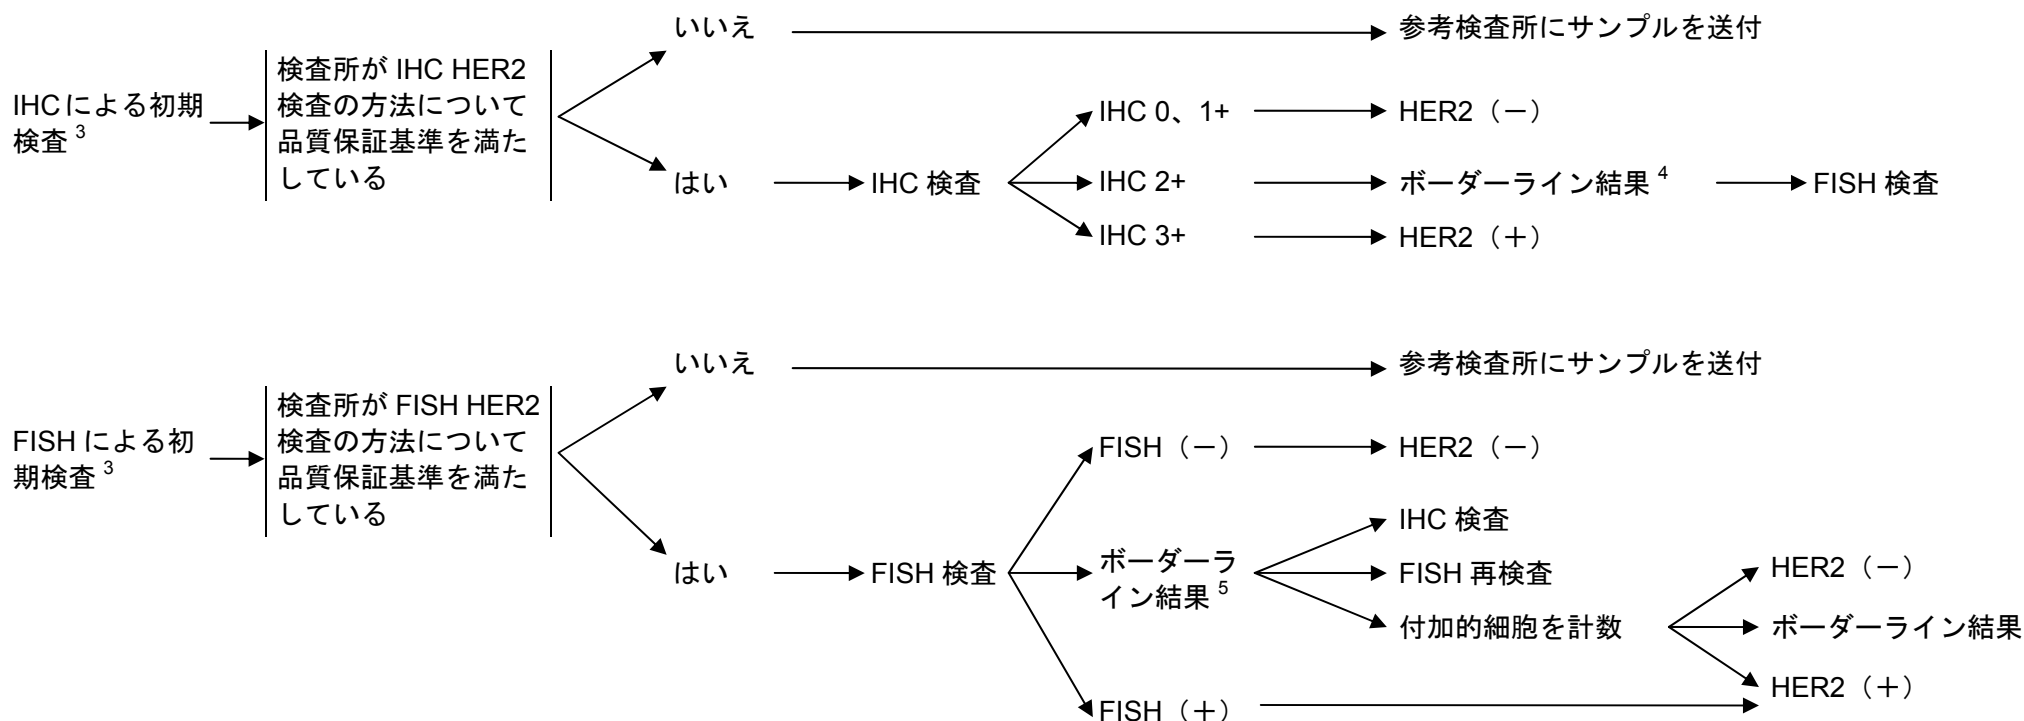 いいえ
参考検査所にサンプルを送付
IHCによる初期
検査 3
検査所が IHC HER2
検査の方法について
品質保証基準を満た
している
はい
IHC 検査
IHC 0、1+
HER2（－）
IHC 2+
ボーダーライン結果 4
FISH 検査
IHC 3+
HER2（＋）
いいえ
参考検査所にサンプルを送付
FISH による初
期検査 3
検査所が FISH HER2
検査の方法について
品質保証基準を満た
している
はい
FISH 検査
FISH（－）
HER2（－）
ボーダーラ
イン結果 5
IHC 検査
FISH 再検査
付加的細胞を計数
HER2（－）
ボーダーライン結果
HER2（＋）
FISH（＋）